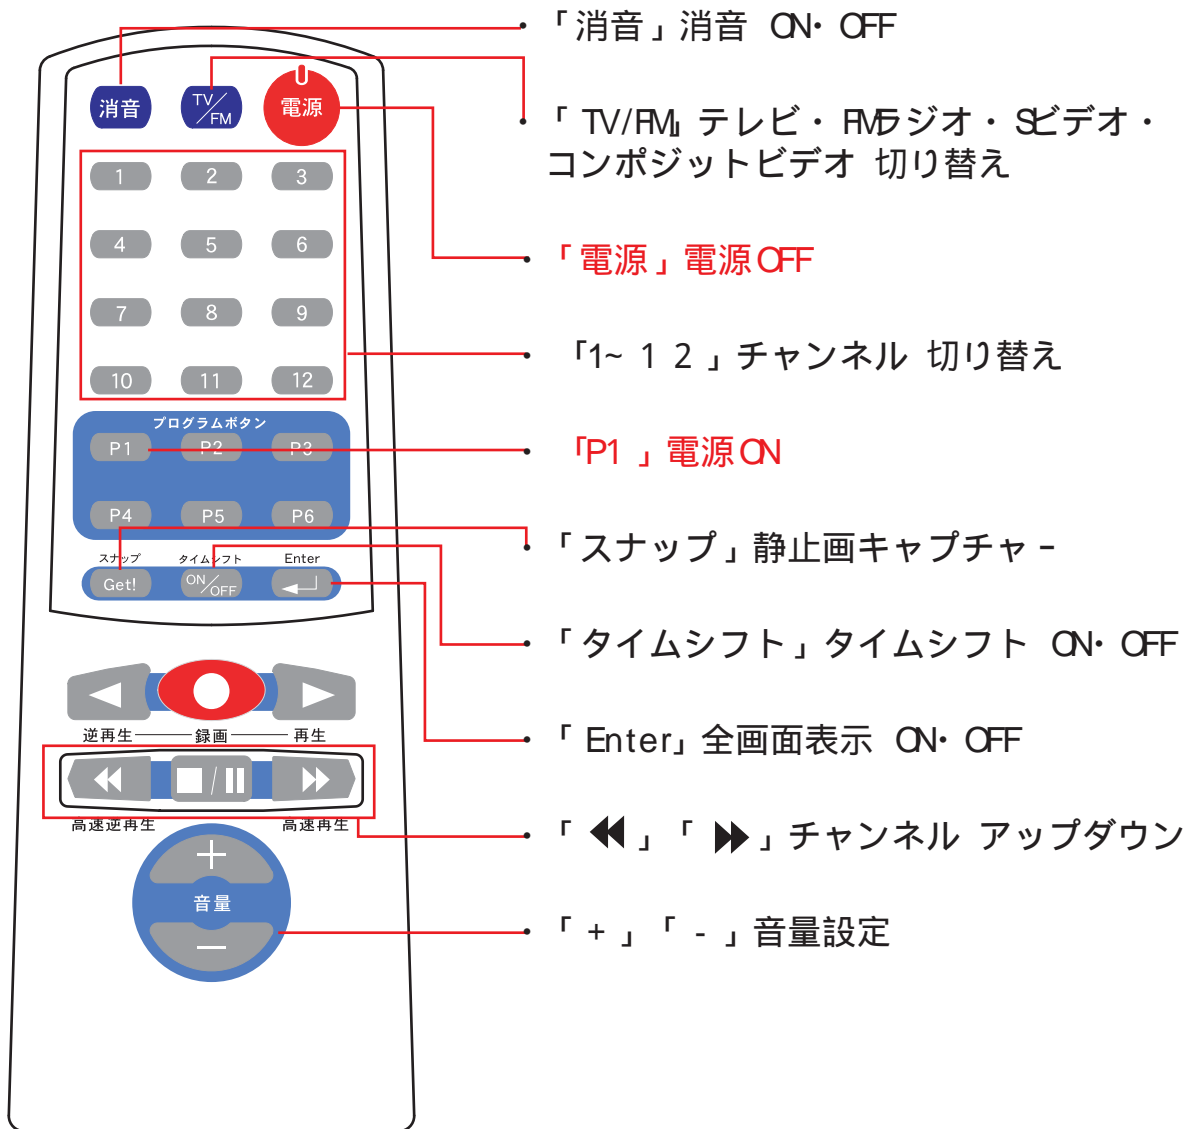 「消音」消音 ON・OFF
消音
TV/FM
電源
「TV/FM」テレビ・FMラジオ・Sビデオ・
コンポジットビデオ 切り替え
1
2
3
4
5
6
「電源」電源OFF
7
8
9
「1~12」チャンネル 切り替え
10
11
12
プログラムボタン
P1
P2
P3
「P1」電源ON
P4
P5
P6
スナップ
タイムシフト
Enter
「スナップ」静止画キャプチャ-
Get!
ON/OFF
「タイムシフト」タイムシフト ON・OFF
逆再生
録画
再生
「Enter」全画面表示 ON・OFF
高速逆再生
高速再生
「◀◀」「▶▶」チャンネル アップダウン
+
音量
-
「+」「-」音量設定